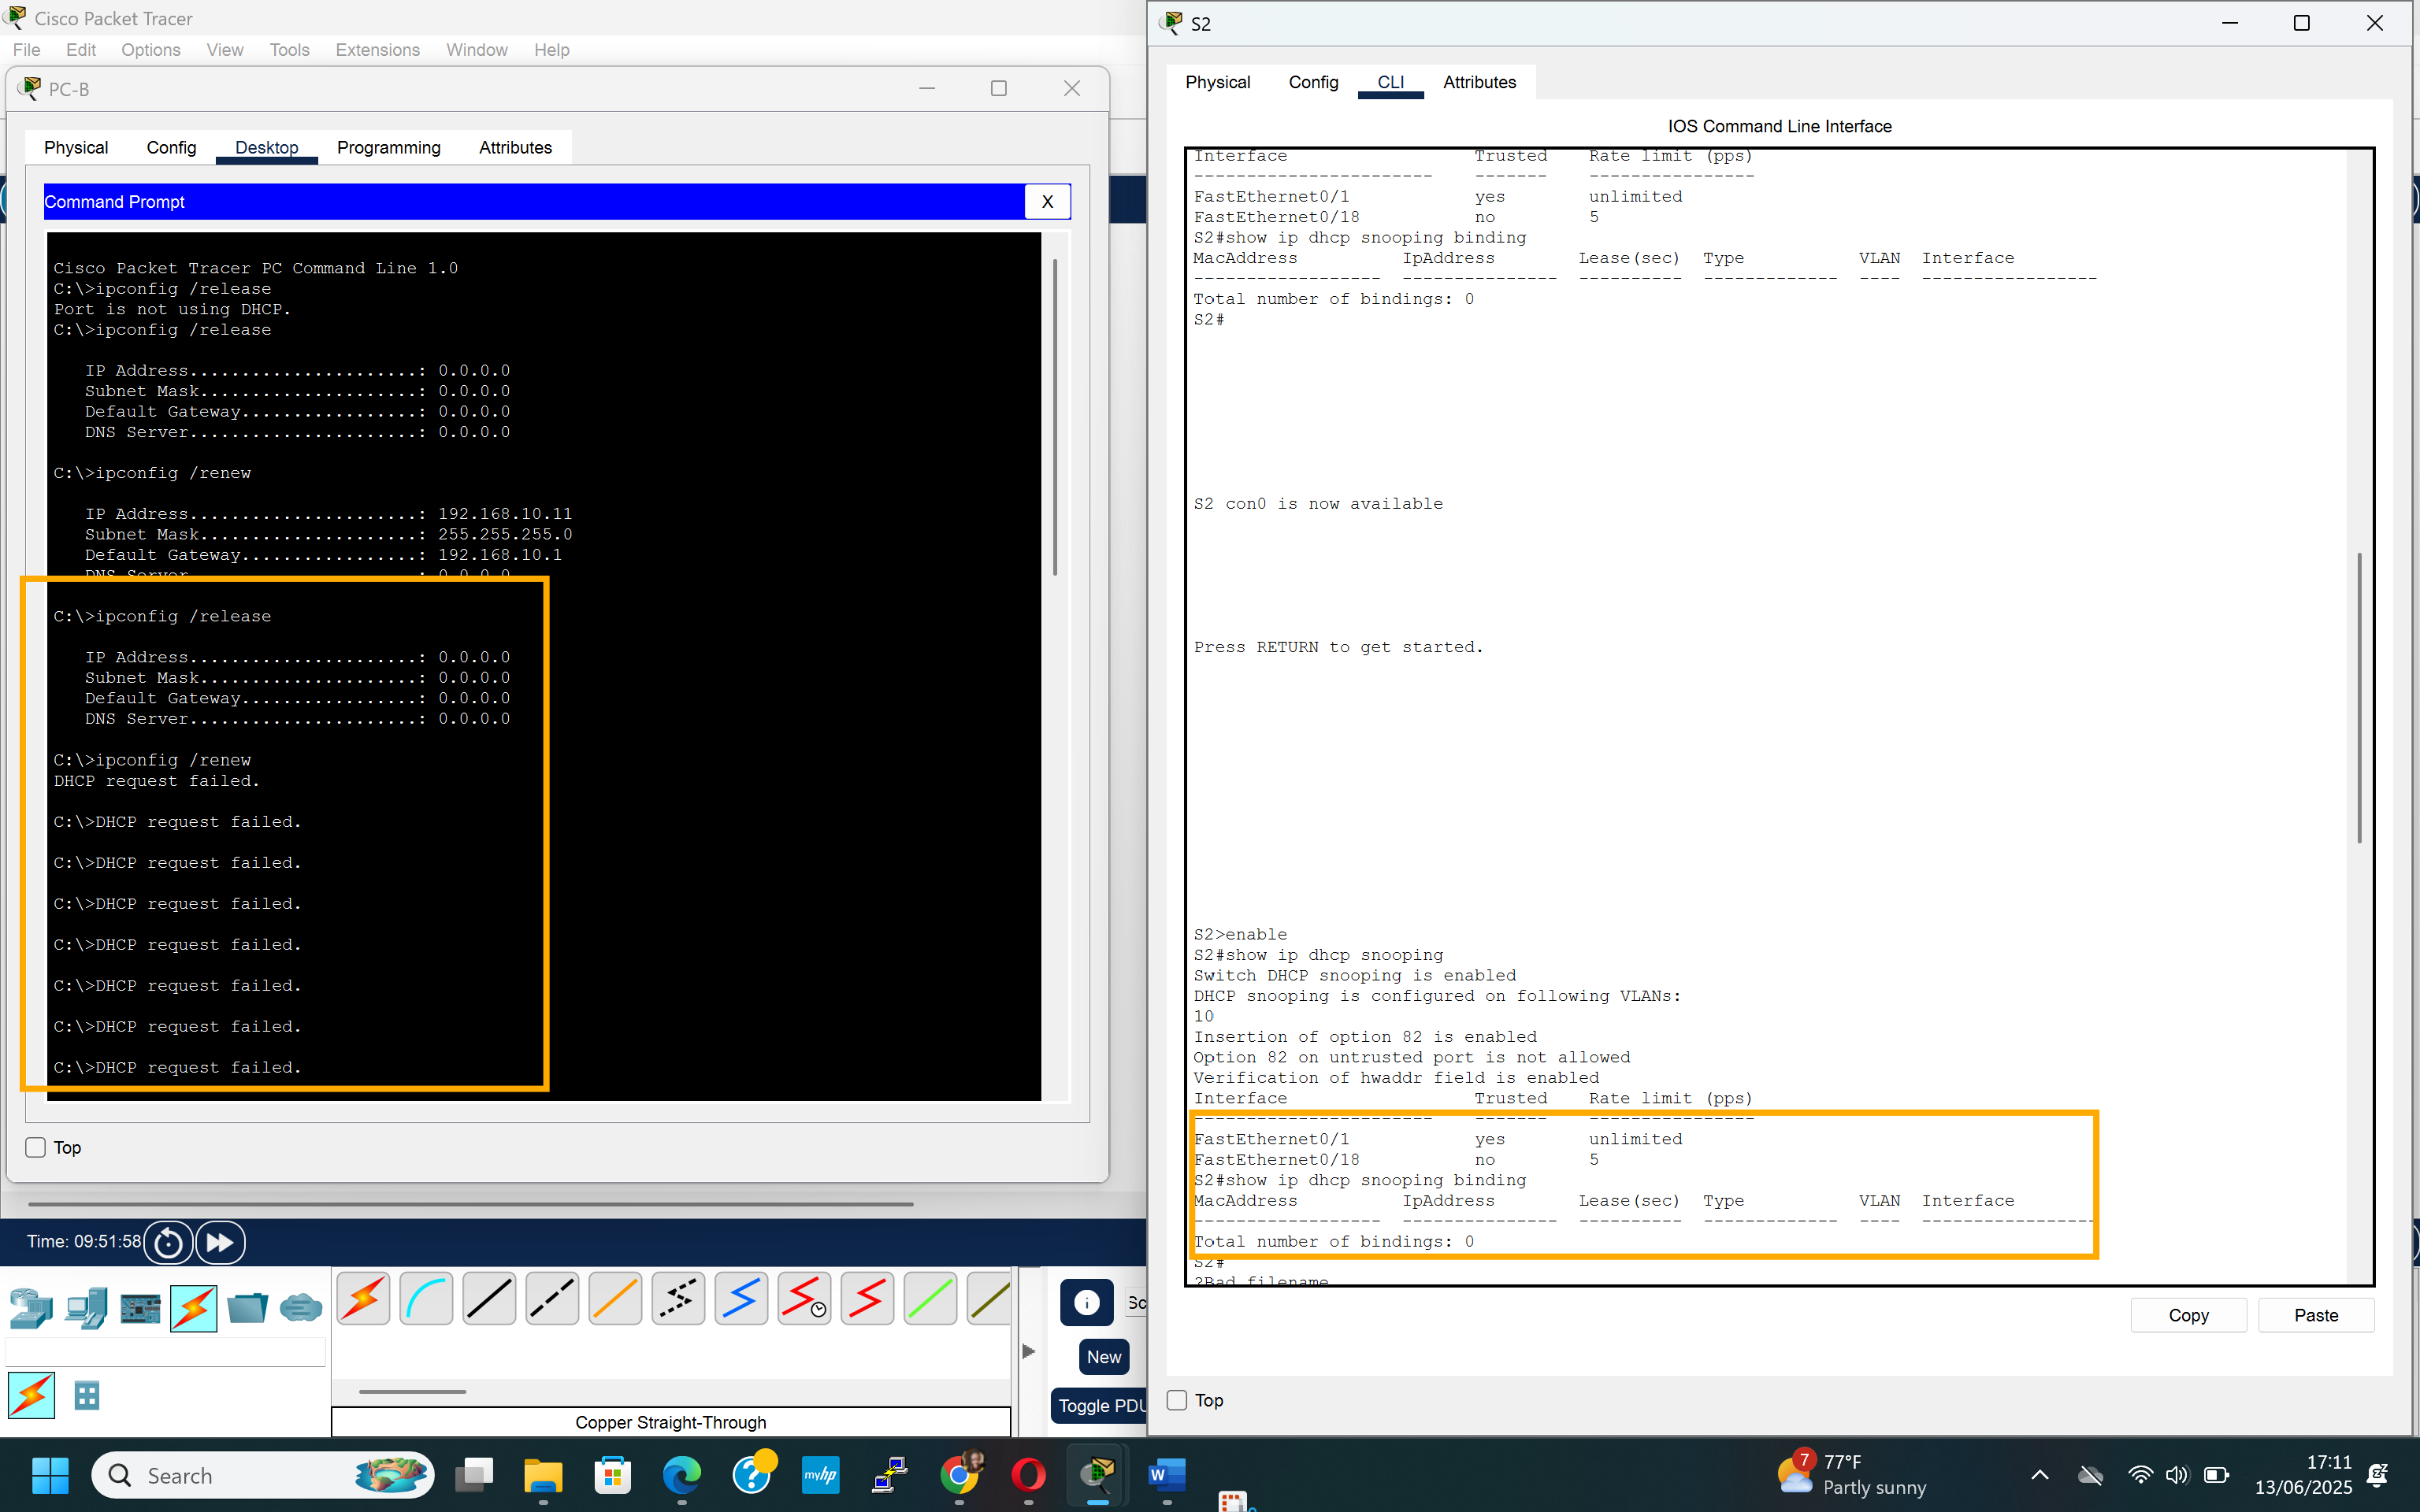 Cisco Packet Tracer
File Edit Options View Tools Extensions Window Help
PC-B
Physical Config Desktop Programming Attributes
Command Prompt X
Cisco Packet Tracer PC Command Line 1.0
C:\>ipconfig /release
Port is not using DHCP.
C:\>ipconfig /release
IP Address......................: 0.0.0.0
Subnet Mask.....................: 0.0.0.0
Default Gateway.................: 0.0.0.0
DNS Server......................: 0.0.0.0
C:\>ipconfig /renew
IP Address......................: 192.168.10.11
Subnet Mask.....................: 255.255.255.0
Default Gateway.................: 192.168.10.1
DNS Server......................: 0.0.0.0
C:\>ipconfig /release
IP Address......................: 0.0.0.0
Subnet Mask.....................: 0.0.0.0
Default Gateway.................: 0.0.0.0
DNS Server......................: 0.0.0.0
C:\>ipconfig /renew
DHCP request failed.
C:\>DHCP request failed.
C:\>DHCP request failed.
C:\>DHCP request failed.
C:\>DHCP request failed.
C:\>DHCP request failed.
C:\>DHCP request failed.
C:\>DHCP request failed.
Top
Time: 09:51:58
Copper Straight-Through
Sc
New
Toggle PDU
S2
Physical Config CLI Attributes
IOS Command Line Interface
Interface Trusted Rate limit (pps)
----------------------- ------- ----------------
FastEthernet0/1 yes unlimited
FastEthernet0/18 no 5
S2#show ip dhcp snooping binding
MacAddress IpAddress Lease(sec) Type VLAN Interface
------------------ --------------- ---------- ------------- ---- -----------------
Total number of bindings: 0
S2#
S2 con0 is now available
Press RETURN to get started.
S2>enable
S2#show ip dhcp snooping
Switch DHCP snooping is enabled
DHCP snooping is configured on following VLANs:
10
Insertion of option 82 is enabled
Option 82 on untrusted port is not allowed
Verification of hwaddr field is enabled
Interface Trusted Rate limit (pps)
----------------------- ------- ----------------
FastEthernet0/1 yes unlimited
FastEthernet0/18 no 5
S2#show ip dhcp snooping binding
MacAddress IpAddress Lease(sec) Type VLAN Interface
------------------ --------------- ---------- ------------- ---- -----------------
Total number of bindings: 0
S2#
?Bad filename
Copy Paste
Top
Search
myhp
W
7
77°F
Partly sunny
17:11
13/06/2025